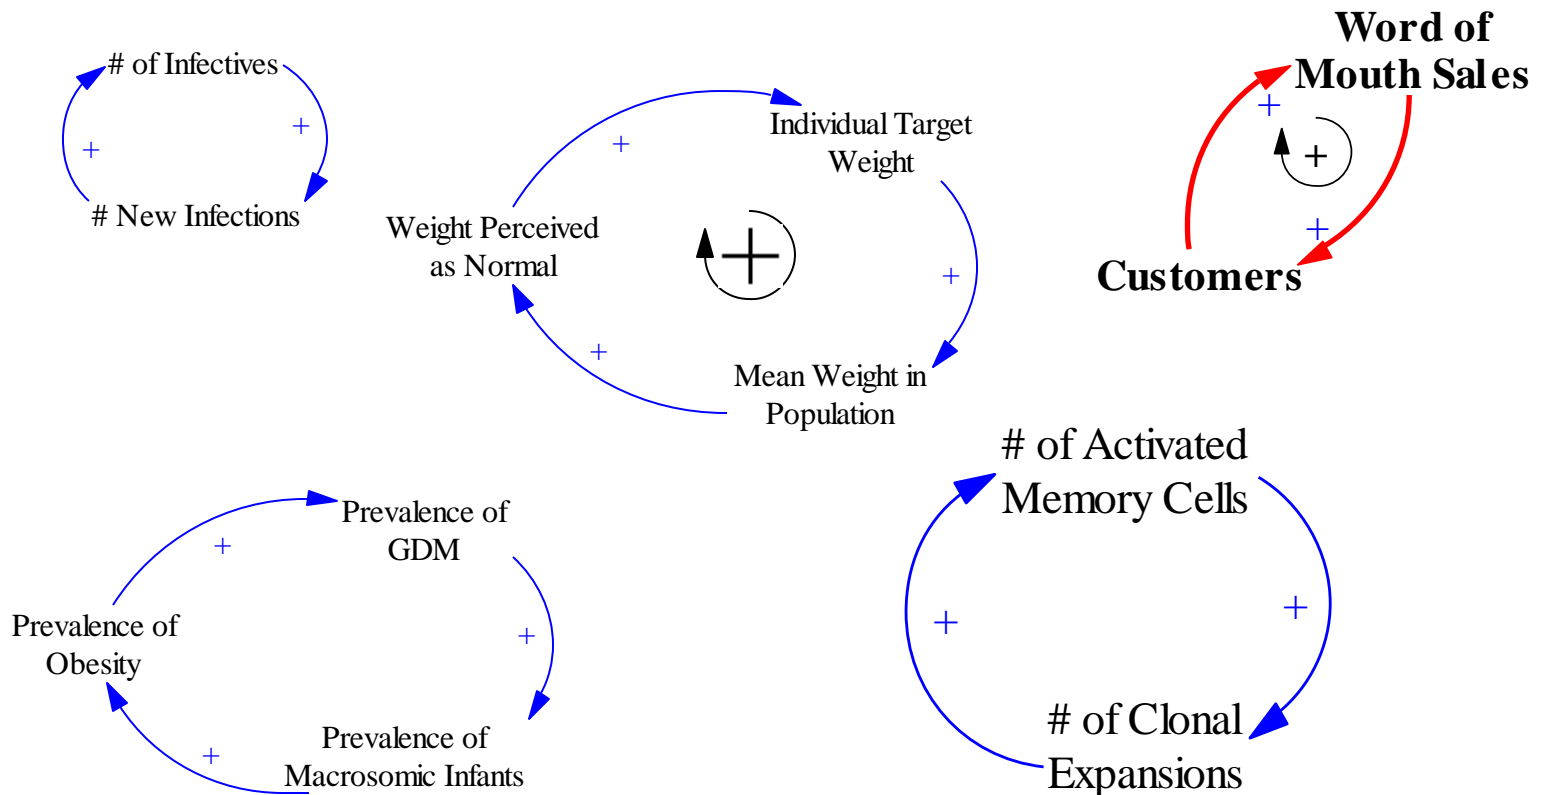 # of Infectives
+
+
# New Infections
Individual Target
Weight
+
Weight Perceived
as Normal
+
+
+
Mean Weight in
Population
Word of
Mouth Sales
+
+
+
Customers
Prevalence of
GDM
+
+
Prevalence of
Obesity
+
Prevalence of
Macrosomic Infants
# of Activated
Memory Cells
+
+
# of Clonal
Expansions